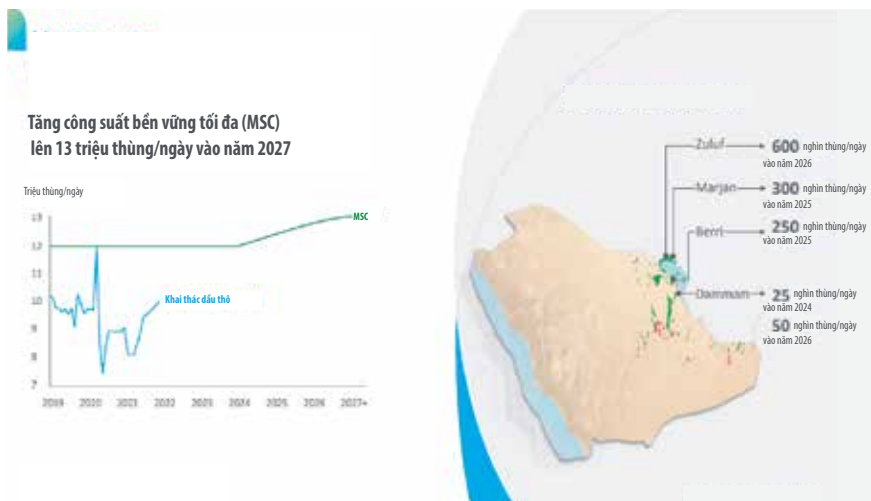 Tăng công suất bền vững tối đa (MSC)
lên 13 triệu thùng/ngày vào năm 2027
Triệu thùng/ngày
13
12
11
10
9
8
7
MSC
Khai thác dầu thô
2019 2020 2021 2022 2023 2024 2025 2026 2027+
Zuluf 600 nghìn thùng/ngày
vào năm 2026
Marjan 300 nghìn thùng/ngày
vào năm 2025
Berri 250 nghìn thùng/ngày
vào năm 2025
Dammam 25 nghìn thùng/ngày
vào năm 2024
50 nghìn thùng/ngày
vào năm 2026